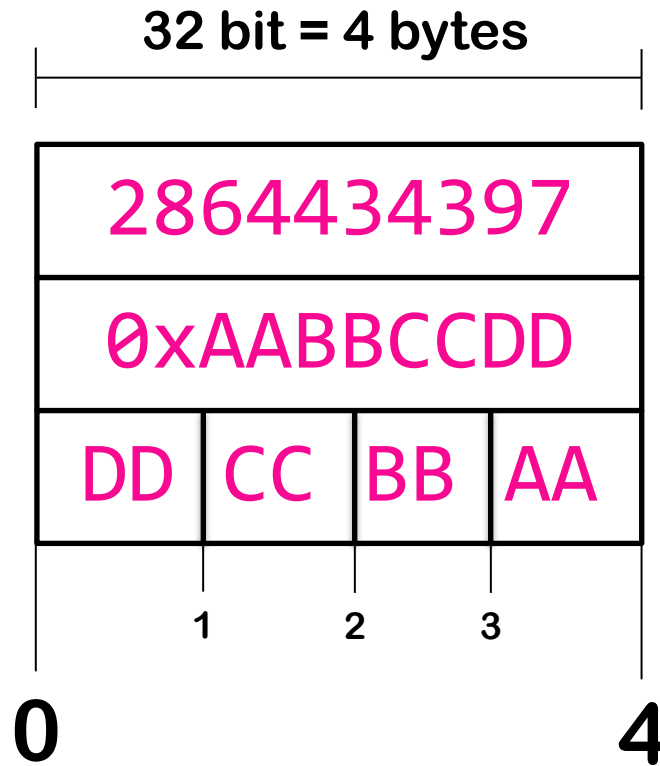 32 bit = 4 bytes
2864434397
0xAABBCCDD
DD CC BB AA
1 2 3
0 4